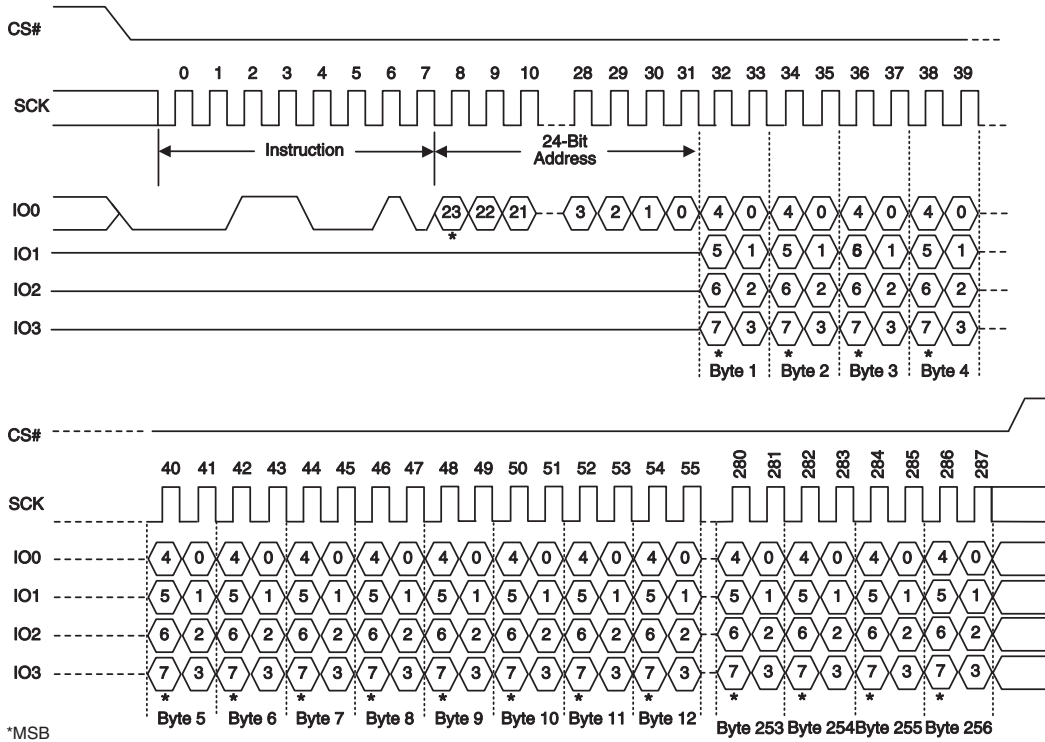 CS#
0 1 2 3 4 5 6 7 8 9 10 28 29 30 31 32 33 34 35 36 37 38 39
SCK
Instruction 24-Bit
Address
IO0 23 22 21 3 2 1 0 4 0 4 0 4 0 4 0
*
IO1 5 1 5 1 6 1 5 1
IO2 6 2 6 2 6 2 6 2
IO3 7 3 7 3 7 3 7 3
* * * *
Byte 1 Byte 2 Byte 3 Byte 4
CS#
40 41 42 43 44 45 46 47 48 49 50 51 52 53 54 55 280 281 282 283 284 285 286 287
SCK
IO0 4 0 4 0 4 0 4 0 4 0 4 0 4 0 4 0 4 0 4 0 4 0 4 0
IO1 5 1 5 1 5 1 5 1 5 1 5 1 5 1 5 1 5 1 5 1 5 1 5 1
IO2 6 2 6 2 6 2 6 2 6 2 6 2 6 2 6 2 6 2 6 2 6 2 6 2
IO3 7 3 7 3 7 3 7 3 7 3 7 3 7 3 7 3 7 3 7 3 7 3 7 3
* * * * * * * * * * * *
Byte 5 Byte 6 Byte 7 Byte 8 Byte 9 Byte 10 Byte 11 Byte 12 Byte 253 Byte 254 Byte 255 Byte 256
*MSB